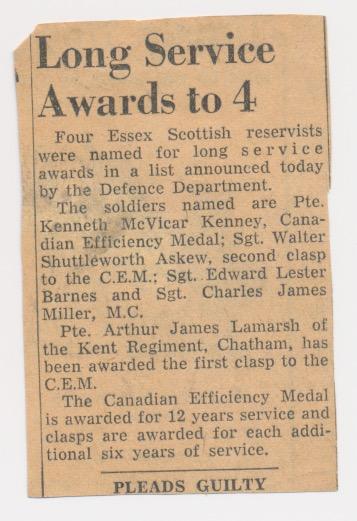 Long Service
Awards to 4
Four Essex Scottish reservists
were named for long service
awards in a list announced today
by the Defence Department.
The soldiers named are Pte.
Kenneth McVicar Kenney, Cana-
dian Efficiency Medal; Sgt. Walter
Shuttleworth Askew, second clasp
to the C.E.M.; Sgt. Edward Lester
Barnes and Sgt. Charles James
Miller, M.C.
Pte. Arthur James Lamarsh of
the Kent Regiment, Chatham, has
been awarded the first clasp to the
C.E.M.
The Canadian Efficiency Medal
is awarded for 12 years service and
clasps are awarded for each addi-
tional six years of service.
PLEADS GUILTY